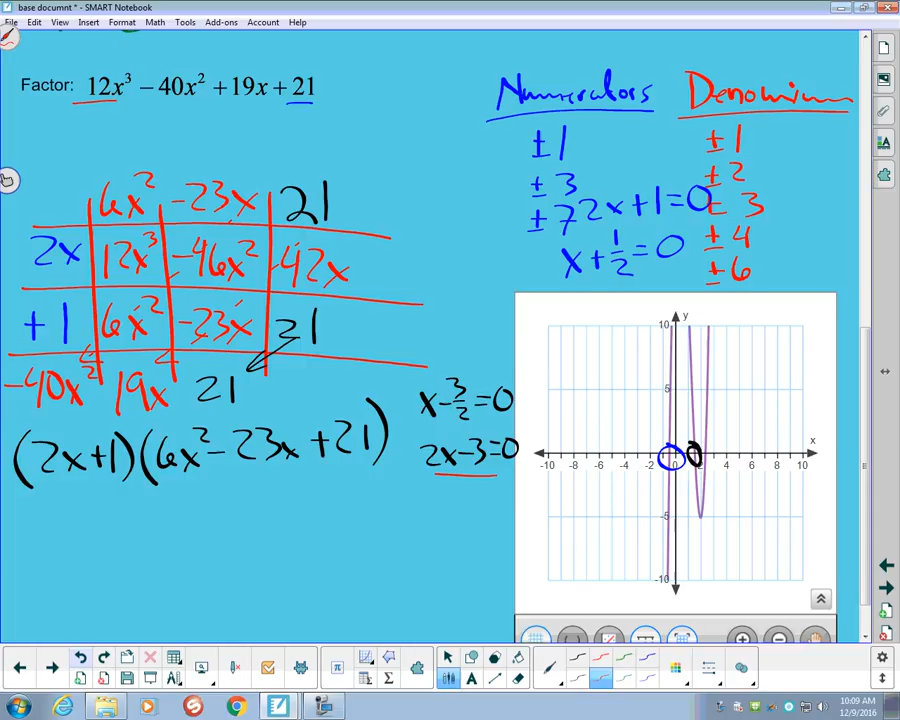 base documnt * - SMART Notebook
File Edit View Insert Format Math Tools Add-ons Account Help
Factor: 12x³ − 40x² + 19x + 21
Numerators Denominum
±1 ±1
±3 ±2
±7 ±3
±4
±6
2x+1=0
x+½=0
6x² -23x 21
2x 12x³ -46x² 42x
+1 6x² -23x 21
-40x² 19x 21
(2x+1)(6x²-23x+21)
x-3/2=0
2x-3=0
y
10
5
x
-10 -8 -6 -4 -2 0 2 4 6 8 10
-5
-10
A
π Σ A
10:09 AM
12/9/2016